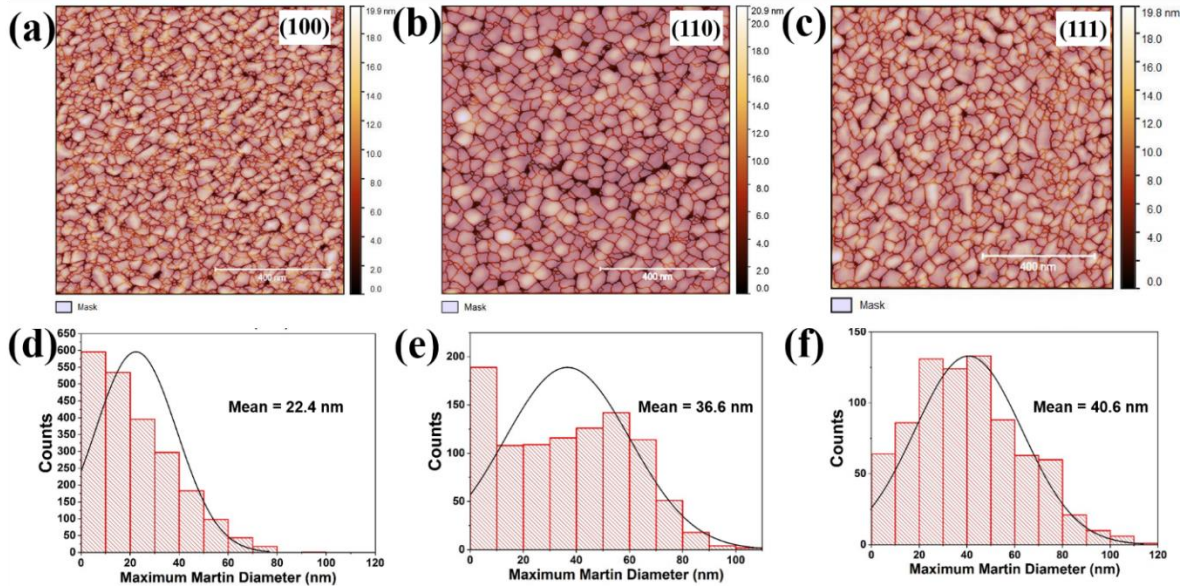 (a)
(100)
19.9 nm
18.0
16.0
14.0
12.0
10.0
8.0
6.0
4.0
2.0
0.0
400 nm
Mask
(b)
(110)
20.9 nm
20.0
18.0
16.0
14.0
12.0
10.0
8.0
6.0
4.0
2.0
0.0
400 nm
Mask
(c)
(111)
19.8 nm
18.0
16.0
14.0
12.0
10.0
8.0
6.0
4.0
2.0
0.0
400 nm
Mask
(d)
650
600
550
500
450
400
350
300
250
200
150
100
50
0
Counts
Mean = 22.4 nm
0 20 40 60 80 100 120
Maximum Martin Diameter (nm)
(e)
200
150
100
50
0
Counts
Mean = 36.6 nm
0 20 40 60 80 100
Maximum Martin Diameter (nm)
(f)
150
100
50
0
Counts
Mean = 40.6 nm
0 20 40 60 80 100 120
Maximum Martin Diameter (nm)